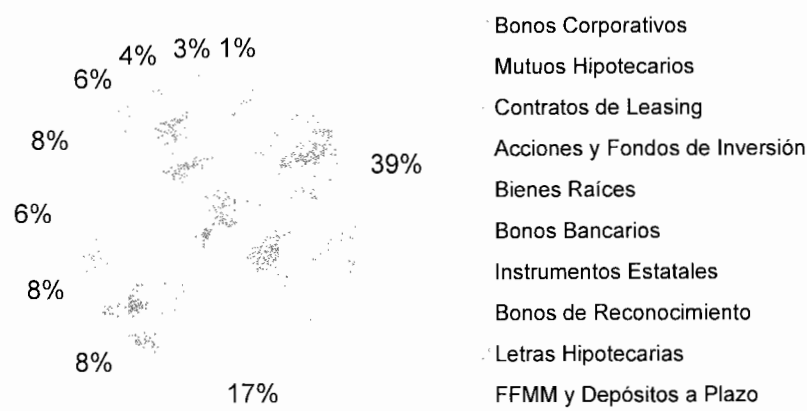 4% 3% 1%
6%
8%
39%
6%
8%
8%
17%
Bonos Corporativos
Mutuos Hipotecarios
Contratos de Leasing
Acciones y Fondos de Inversión
Bienes Raíces
Bonos Bancarios
Instrumentos Estatales
Bonos de Reconocimiento
Letras Hipotecarias
FFMM y Depósitos a Plazo